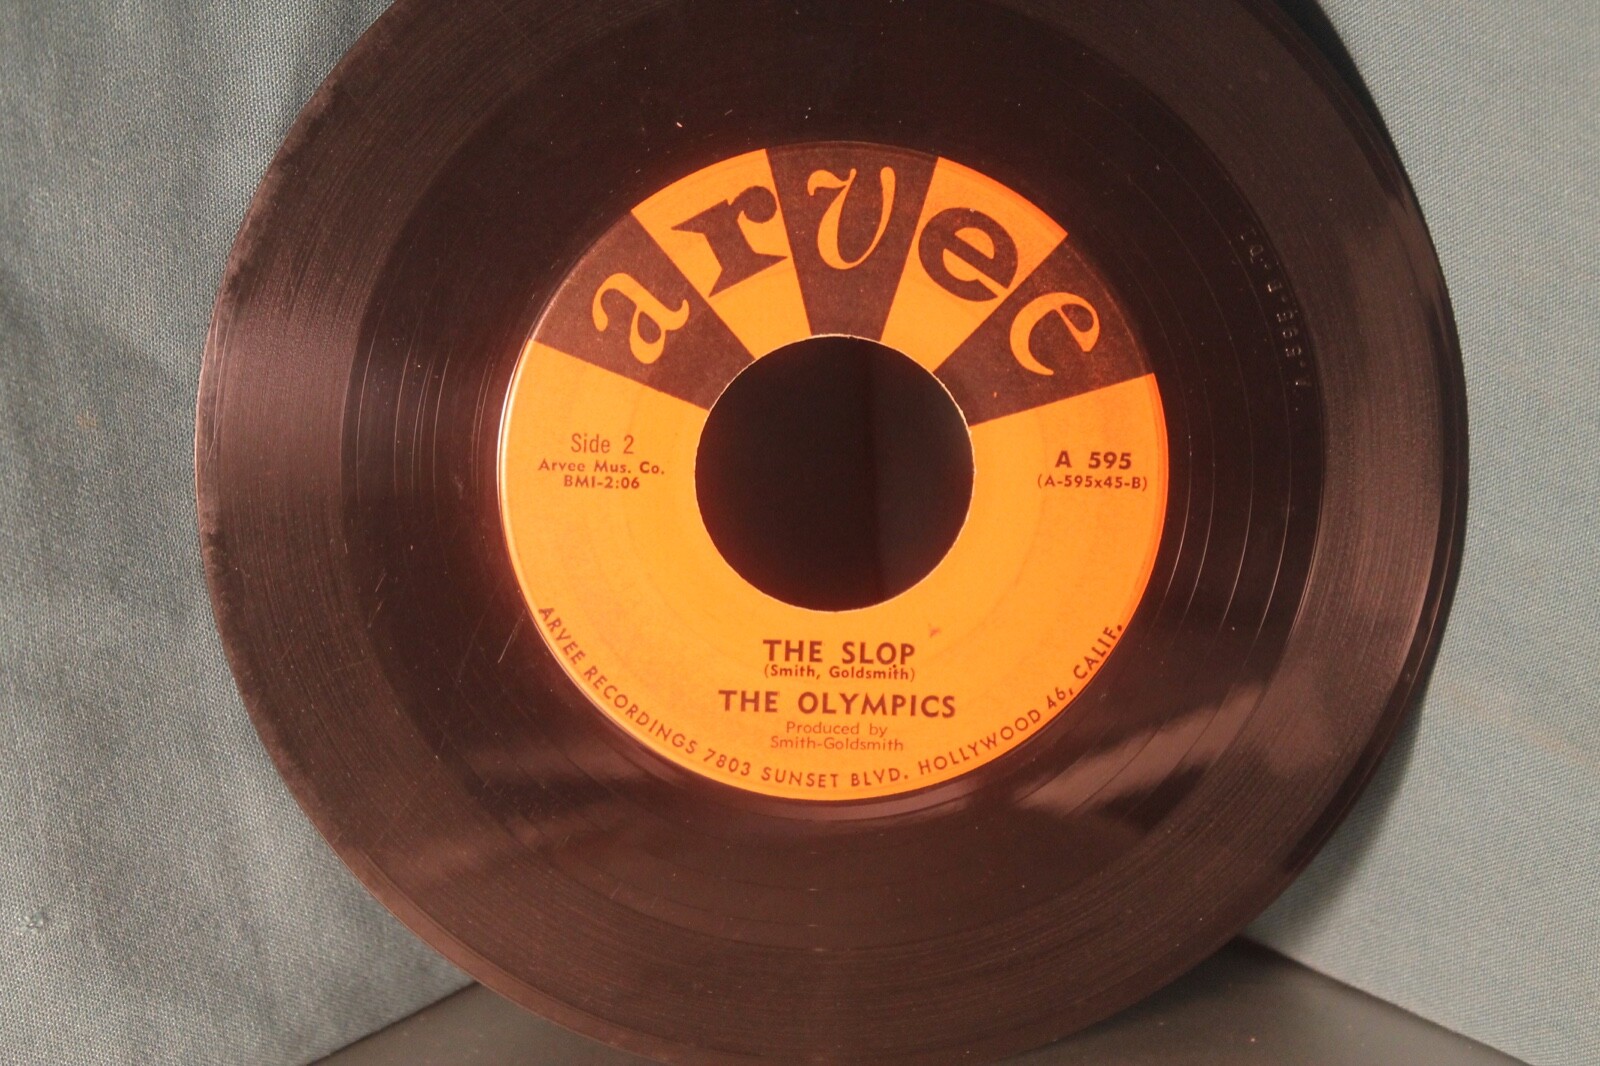 arvee
Side 2
Arvee Mus. Co.
BMI-2:06
A 595
(A-595x45-B)
THE SLOP
(Smith, Goldsmith)
THE OLYMPICS
Produced by
Smith-Goldsmith
ARVEE RECORDINGS 7803 SUNSET BLVD. HOLLYWOOD 46, CALIF.